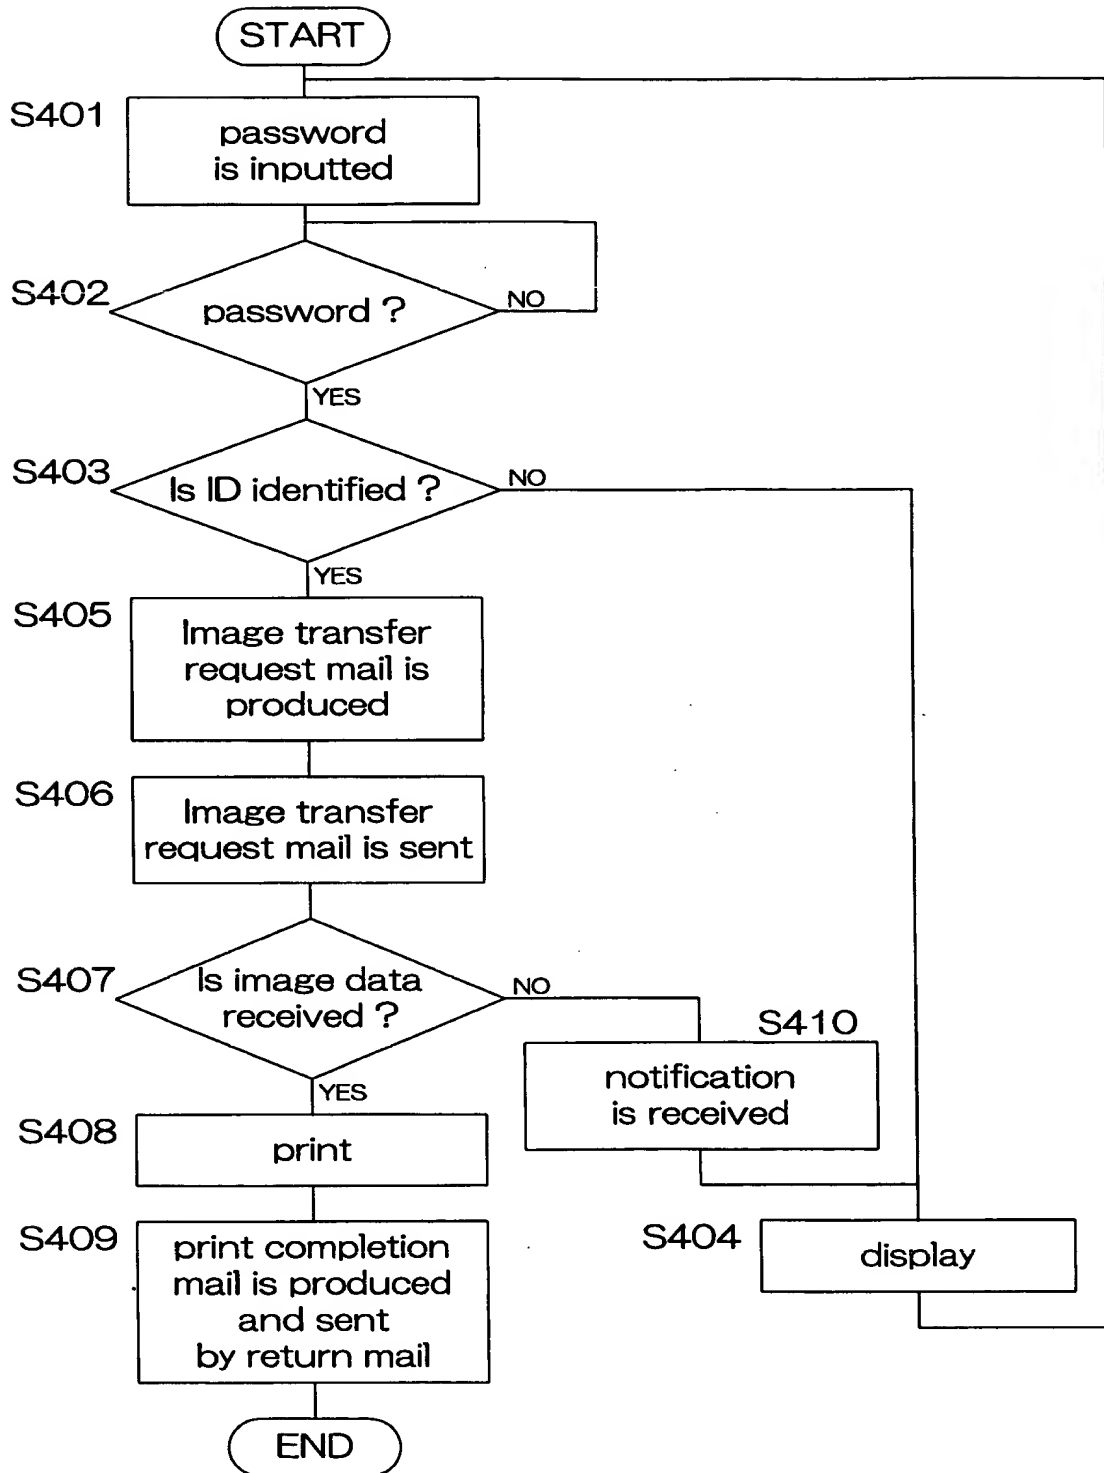 START
S401
password
is inputted
S402
password ?
NO
YES
S403
Is ID identified ?
NO
YES
S405
Image transfer
request mail is
produced
S406
Image transfer
request mail is sent
S407
Is image data
received ?
NO
YES
S410
notification
is received
S408
print
S409
print completion
mail is produced
and sent
by return mail
S404
display
END